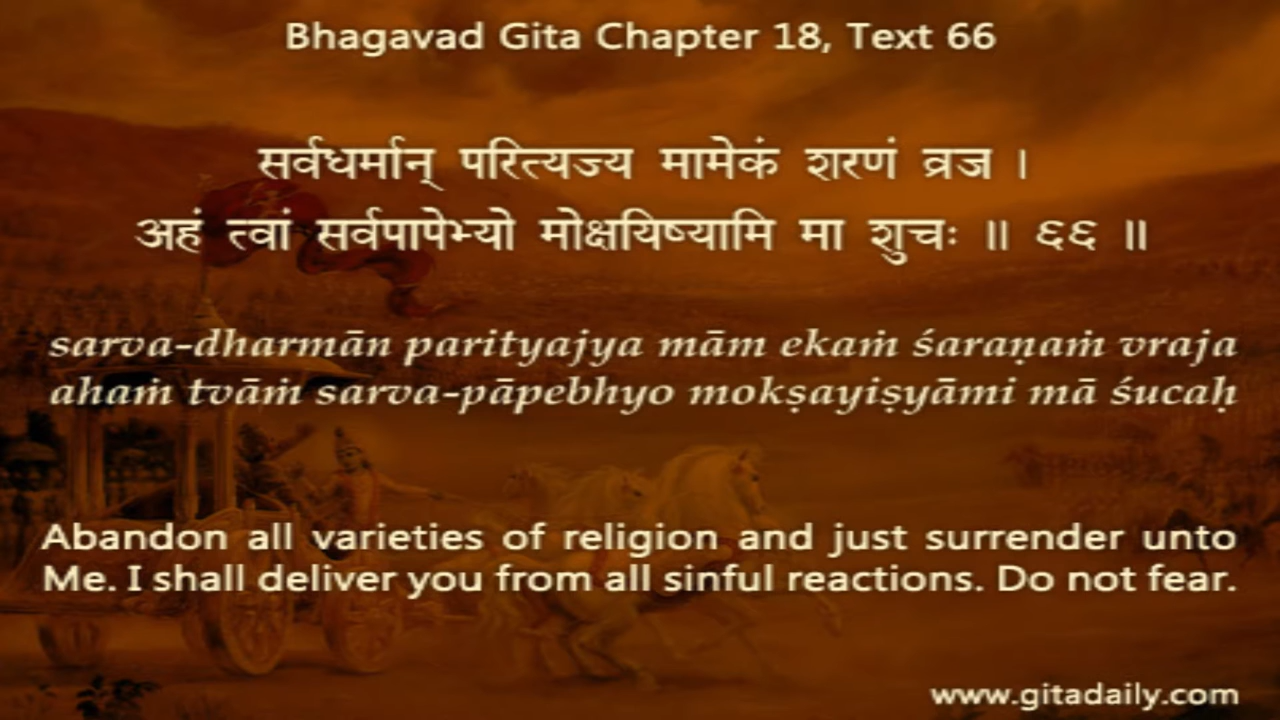 Bhagavad Gita Chapter 18, Text 66
सर्वधर्मान् परित्यज्य मामेकं शरणं व्रज ।
अहं त्वां सर्वपापेभ्यो मोक्षयिष्यामि मा शुचः ॥ ६६ ॥
sarva-dharmān parityajya mām ekaṁ śaraṇaṁ vraja
ahaṁ tvāṁ sarva-pāpebhyo mokṣayiṣyāmi mā śucaḥ
Abandon all varieties of religion and just surrender unto
Me. I shall deliver you from all sinful reactions. Do not fear.
www.gitadaily.com